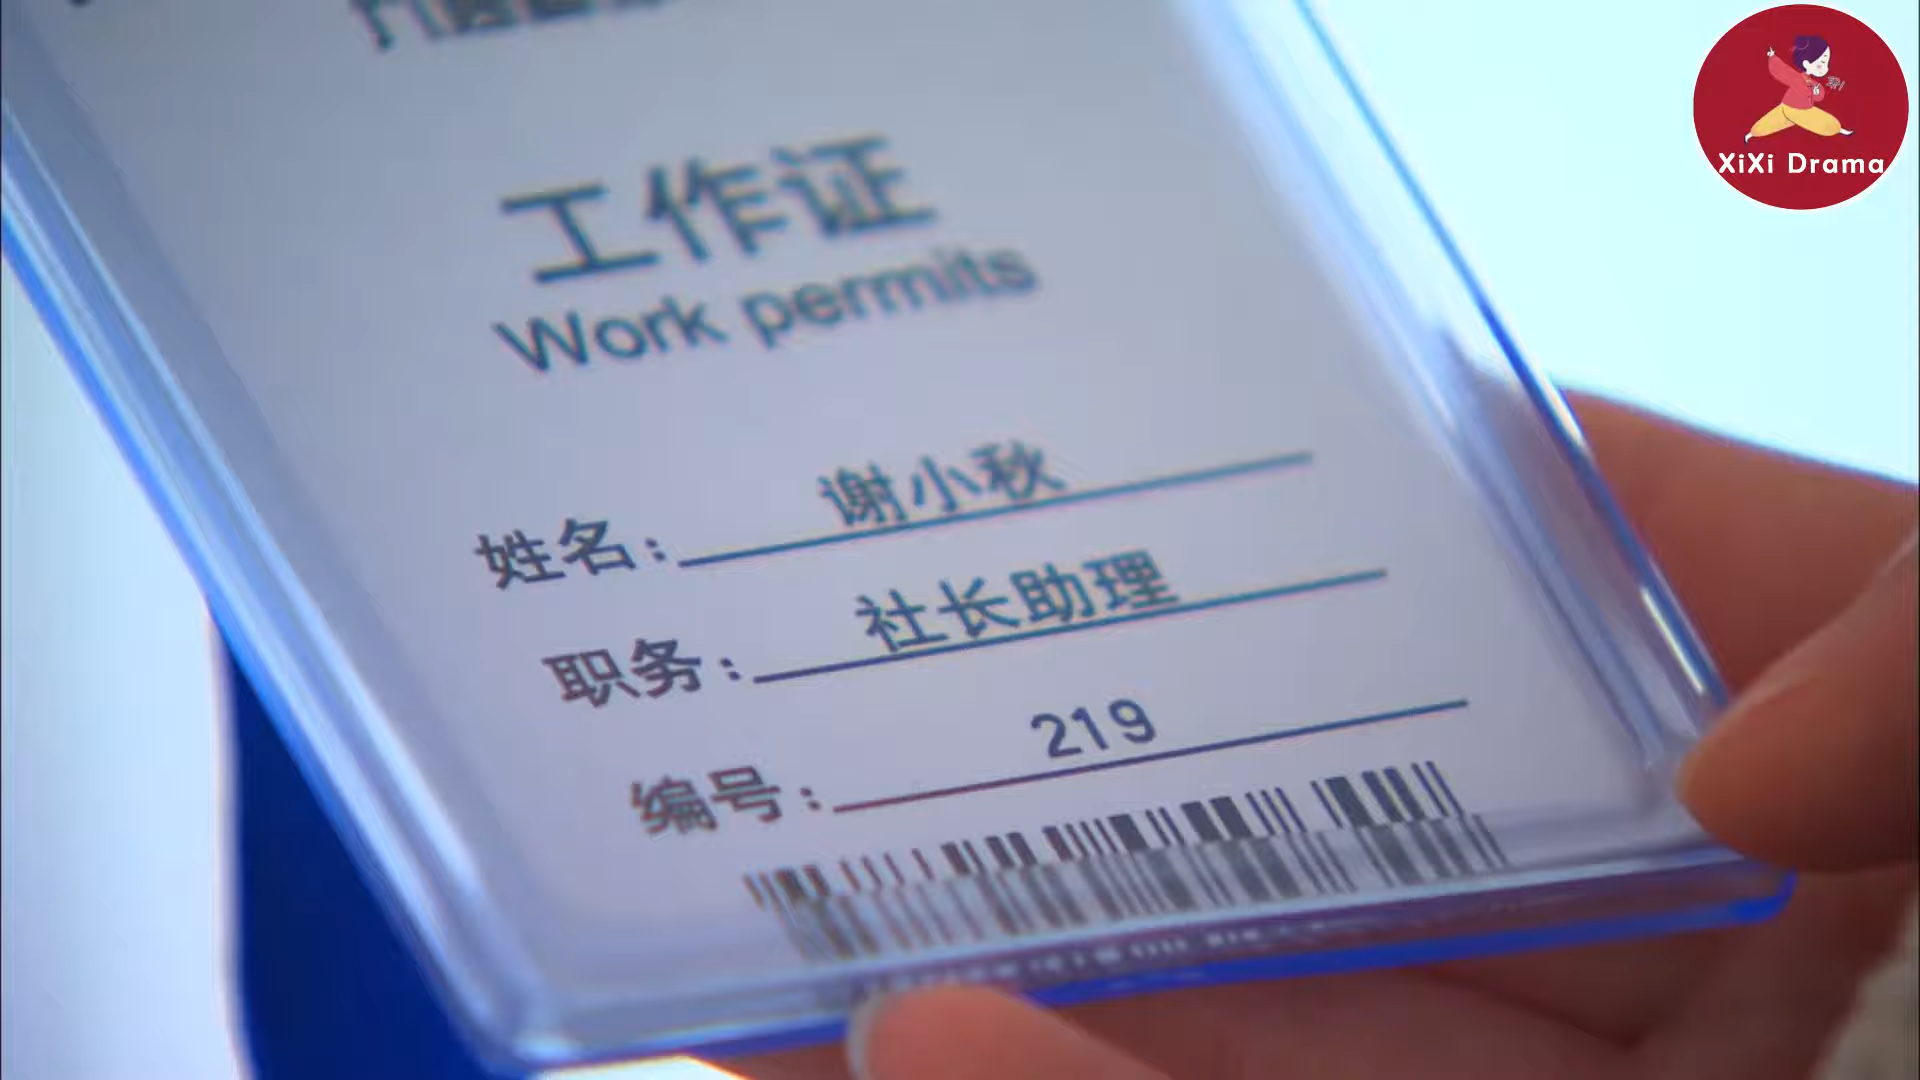 XiXi Drama
工作证
Work permits
姓名：谢小秋
职务：社长助理
编号：219